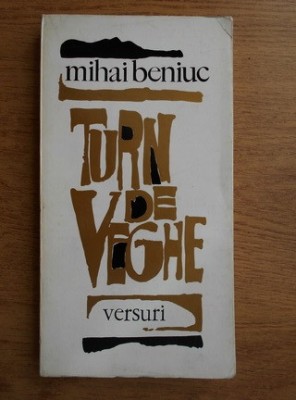 mihai beniuc
TURN
DE
VEGHE
versuri